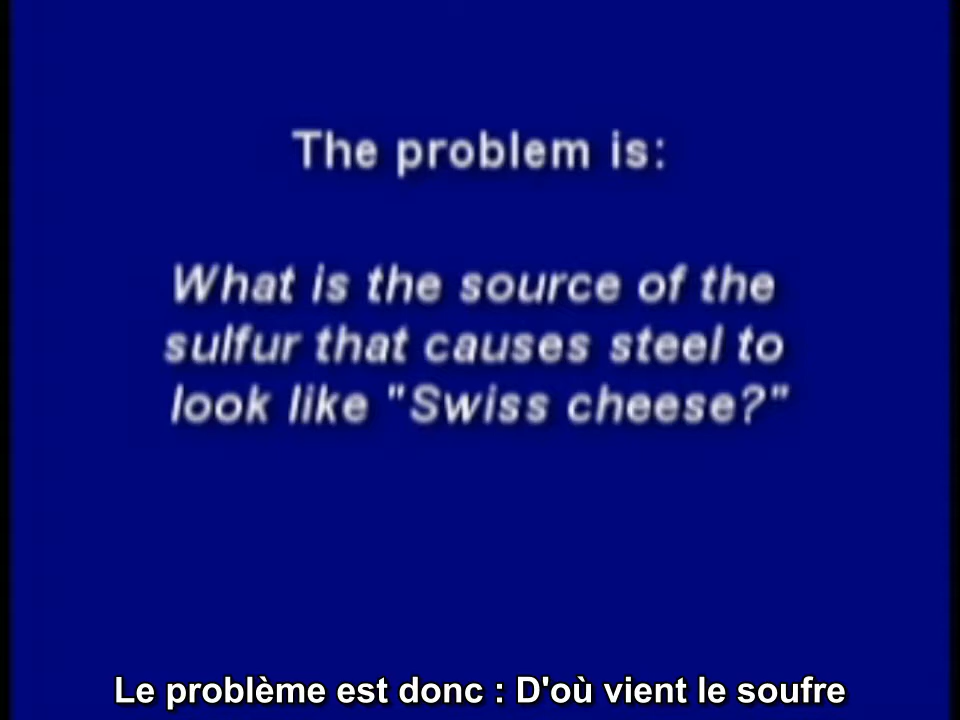 The problem is:
What is the source of the
sulfur that causes steel to
look like "Swiss cheese?"
Le problème est donc : D'où vient le soufre